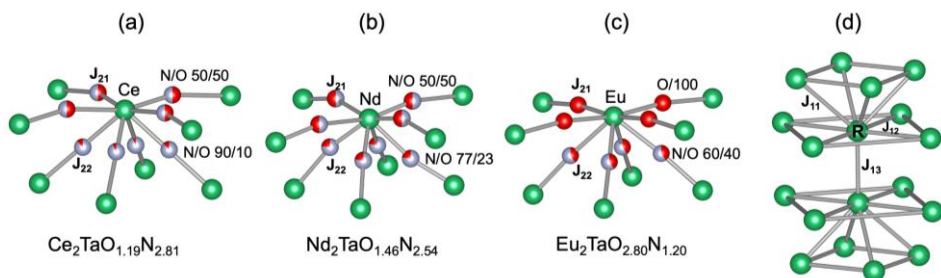 (a)
(b)
(c)
(d)
J₂₁
Ce
N/O 50/50
J₂₂
N/O 90/10
Ce₂TaO₁.₁₉N₂.₈₁
J₂₁
Nd
N/O 50/50
J₂₂
N/O 77/23
Nd₂TaO₁.₄₆N₂.₅₄
J₂₁
Eu
O/100
J₂₂
N/O 60/40
Eu₂TaO₂.₈₀N₁.₂₀
J₁₁
R
J₁₂
J₁₃